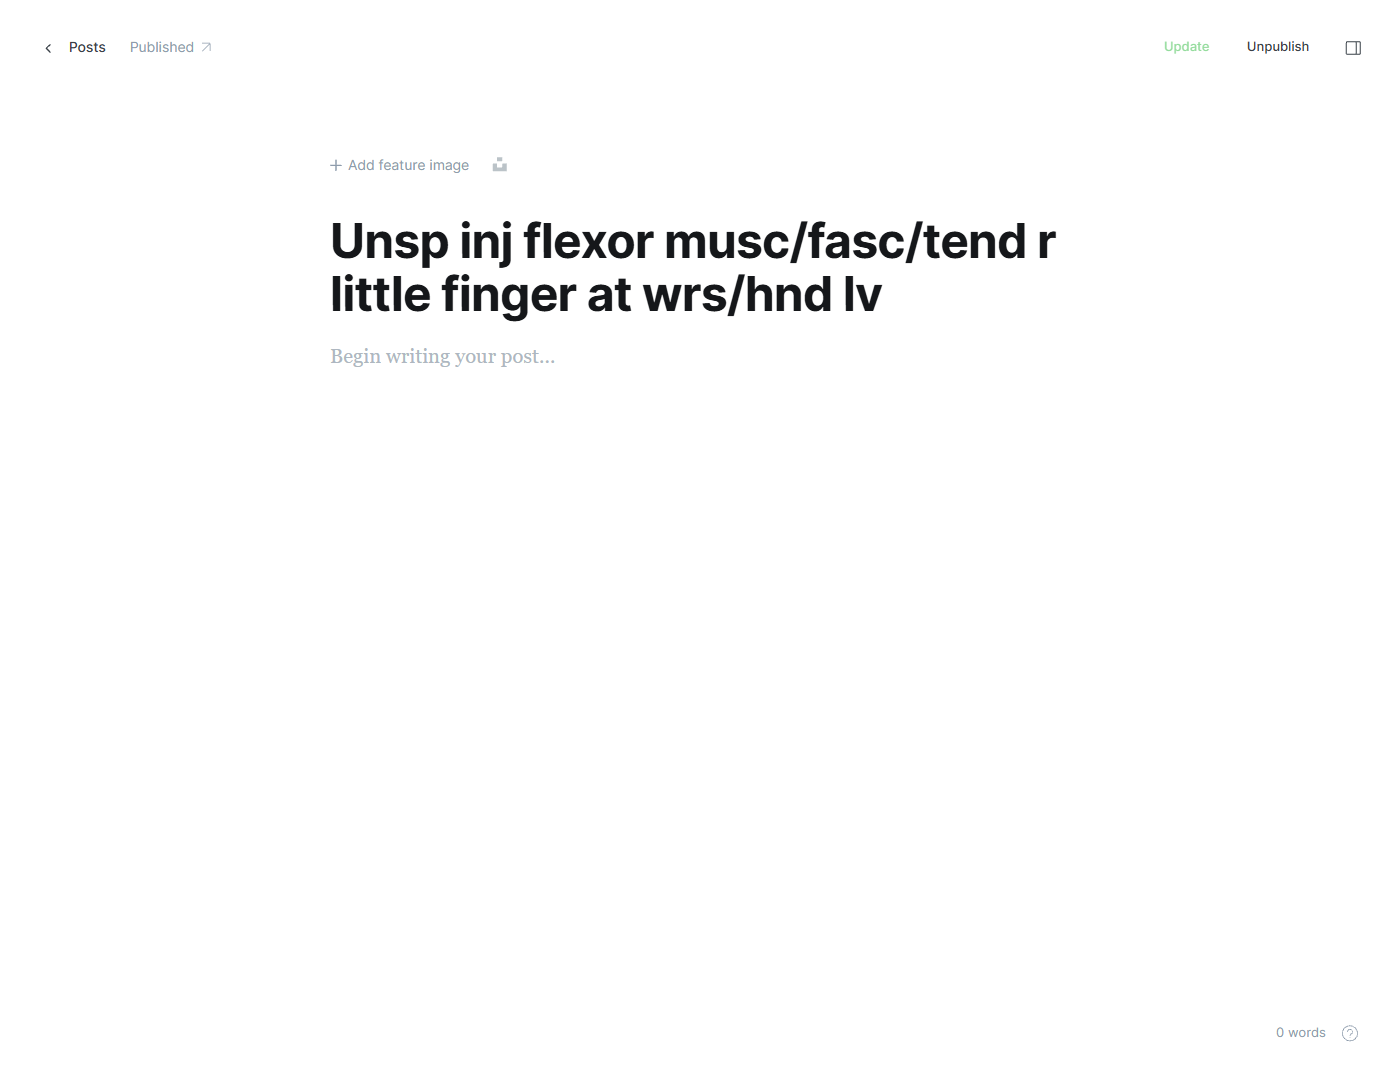 Posts Published
Update Unpublish
Add feature image
Unsp inj flexor musc/fasc/tend r
little finger at wrs/hnd lv
Begin writing your post...
0 words